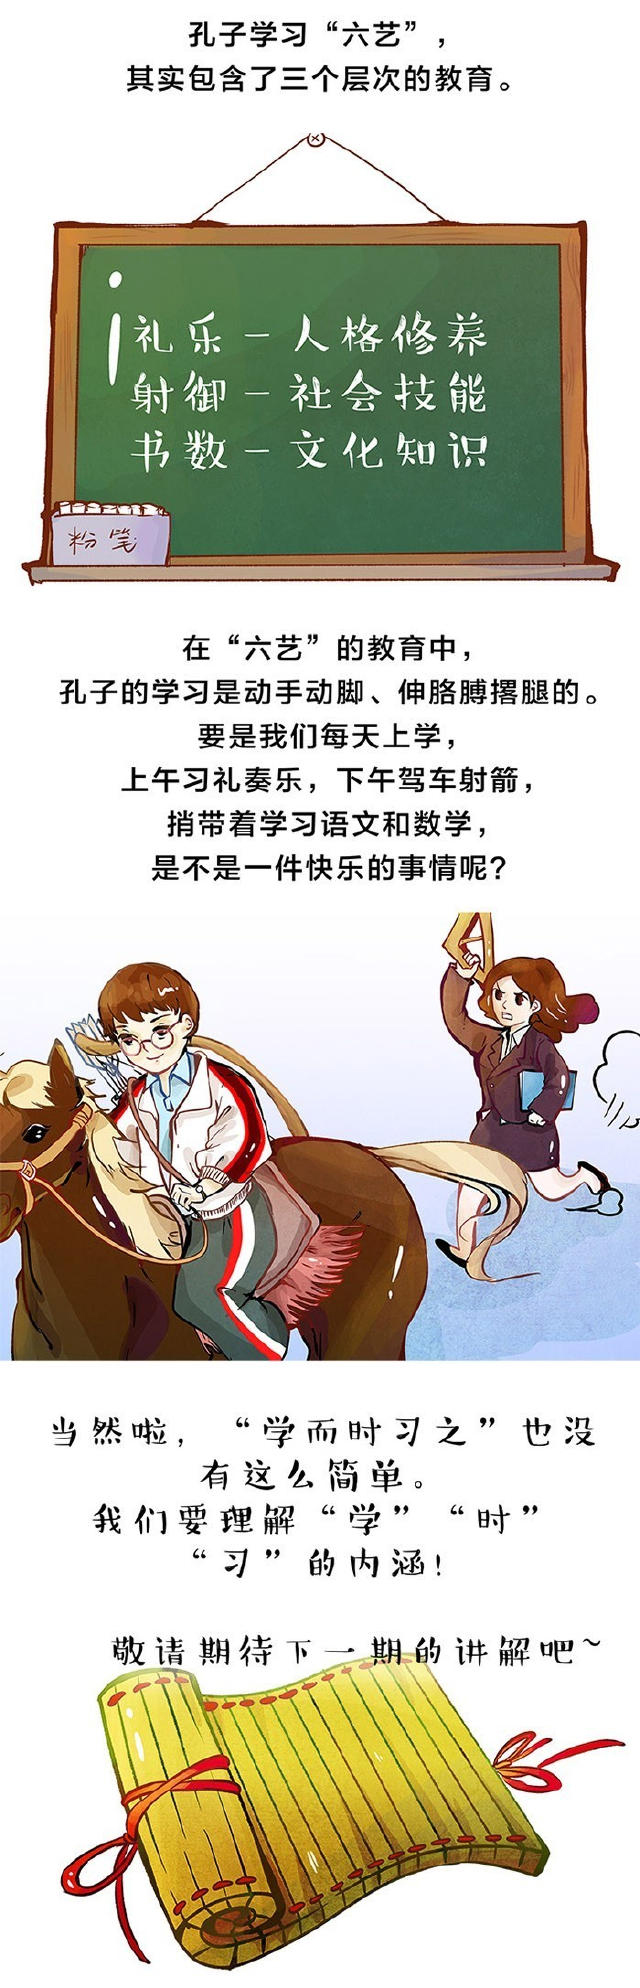 孔子学习“六艺”，
其实包含了三个层次的教育。
礼乐－人格修养
射御－社会技能
书数－文化知识
粉笔
在“六艺”的教育中，
孔子的学习是动手动脚、伸胳膊撂腿的。
要是我们每天上学，
上午习礼奏乐，下午驾车射箭，
捎带着学习语文和数学，
是不是一件快乐的事情呢？
当然啦，“学而时习之”也没
有这么简单。
我们要理解“学”“时”
“习”的内涵！
敬请期待下一期的讲解吧~